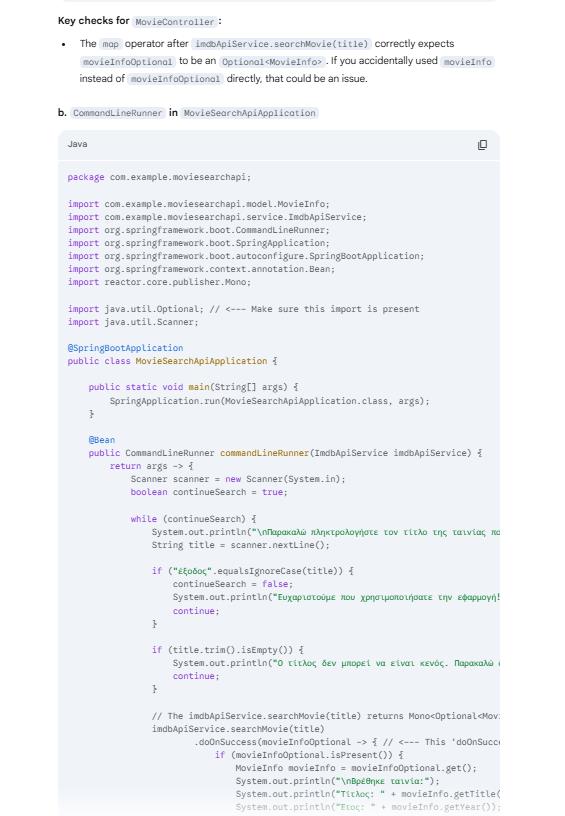 Key checks for MovieController:
• The map operator after imdbApiService.searchMovie(title) correctly expects
movieInfoOptional to be an Optional<MovieInfo>. If you accidentally used movieInfo
instead of movieInfoOptional directly, that could be an issue.
b. CommandLineRunner in MovieSearchApiApplication
Java
package com.example.moviesearchapi;
import com.example.moviesearchapi.model.MovieInfo;
import com.example.moviesearchapi.service.ImdbApiService;
import org.springframework.boot.CommandLineRunner;
import org.springframework.boot.SpringApplication;
import org.springframework.boot.autoconfigure.SpringBootApplication;
import org.springframework.context.annotation.Bean;
import reactor.core.publisher.Mono;
import java.util.Optional; // <--- Make sure this import is present
import java.util.Scanner;
@SpringBootApplication
public class MovieSearchApiApplication {
public static void main(String[] args) {
SpringApplication.run(MovieSearchApiApplication.class, args);
}
@Bean
public CommandLineRunner commandLineRunner(ImdbApiService imdbApiService) {
return args -> {
Scanner scanner = new Scanner(System.in);
boolean continueSearch = true;
while (continueSearch) {
System.out.println("\nΠαρακαλώ πληκτρολογήστε τον τίτλο της ταινίας πο
String title = scanner.nextLine();
if ("έξοδος".equalsIgnoreCase(title)) {
continueSearch = false;
System.out.println("Ευχαριστούμε που χρησιμοποιήσατε την εφαρμογή!
continue;
}
if (title.trim().isEmpty()) {
System.out.println("Ο τίτλος δεν μπορεί να είναι κενός. Παρακαλώ
continue;
}
// The imdbApiService.searchMovie(title) returns Mono<Optional<Mov
imdbApiService.searchMovie(title)
.doOnSuccess(movieInfoOptional -> { // <--- This 'doOnSucce
if (movieInfoOptional.isPresent()) {
MovieInfo movieInfo = movieInfoOptional.get();
System.out.println("\nΒρέθηκε ταινία:");
System.out.println("Τίτλος: " + movieInfo.getTitle(
System.out.println("Έτος: " + movieInfo.getYear());